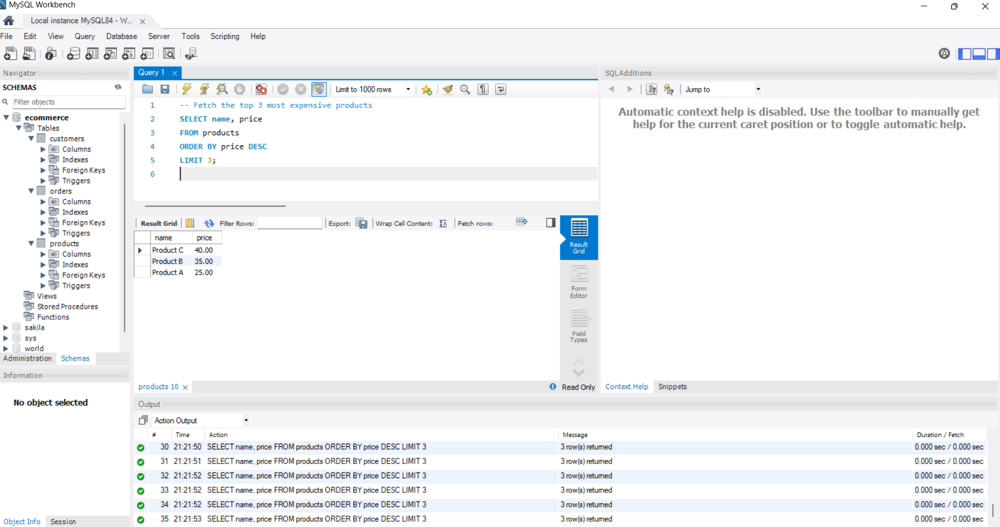 MySQL Workbench
Local instance MySQL84 - W...
File Edit View Query Database Server Tools Scripting Help
Navigator
SCHEMAS
Filter objects
ecommerce
Tables
customers
Columns
Indexes
Foreign Keys
Triggers
orders
Columns
Indexes
Foreign Keys
Triggers
products
Columns
Indexes
Foreign Keys
Triggers
Views
Stored Procedures
Functions
sakila
sys
world
Administration Schemas
Information
No object selected
Object Info Session
Query 1
Limit to 1000 rows
1 -- Fetch the top 3 most expensive products
2 SELECT name, price
3 FROM products
4 ORDER BY price DESC
5 LIMIT 3;
6
Result Grid Filter Rows: Export: Wrap Cell Content: Fetch rows:
name price
Product C 40.00
Product B 35.00
Product A 25.00
Result
Grid
Form
Editor
Field
Types
products 10
Read Only
SQLAdditions
Jump to
Automatic context help is disabled. Use the toolbar to manually get
help for the current caret position or to toggle automatic help.
Context Help Snippets
Output
Action Output
# Time Action Message Duration / Fetch
30 21:21:50 SELECT name, price FROM products ORDER BY price DESC LIMIT 3 3 row(s) returned 0.000 sec / 0.000 sec
31 21:21:51 SELECT name, price FROM products ORDER BY price DESC LIMIT 3 3 row(s) returned 0.000 sec / 0.000 sec
32 21:21:52 SELECT name, price FROM products ORDER BY price DESC LIMIT 3 3 row(s) returned 0.000 sec / 0.000 sec
33 21:21:52 SELECT name, price FROM products ORDER BY price DESC LIMIT 3 3 row(s) returned 0.000 sec / 0.000 sec
34 21:21:52 SELECT name, price FROM products ORDER BY price DESC LIMIT 3 3 row(s) returned 0.000 sec / 0.000 sec
35 21:21:53 SELECT name, price FROM products ORDER BY price DESC LIMIT 3 3 row(s) returned 0.000 sec / 0.000 sec